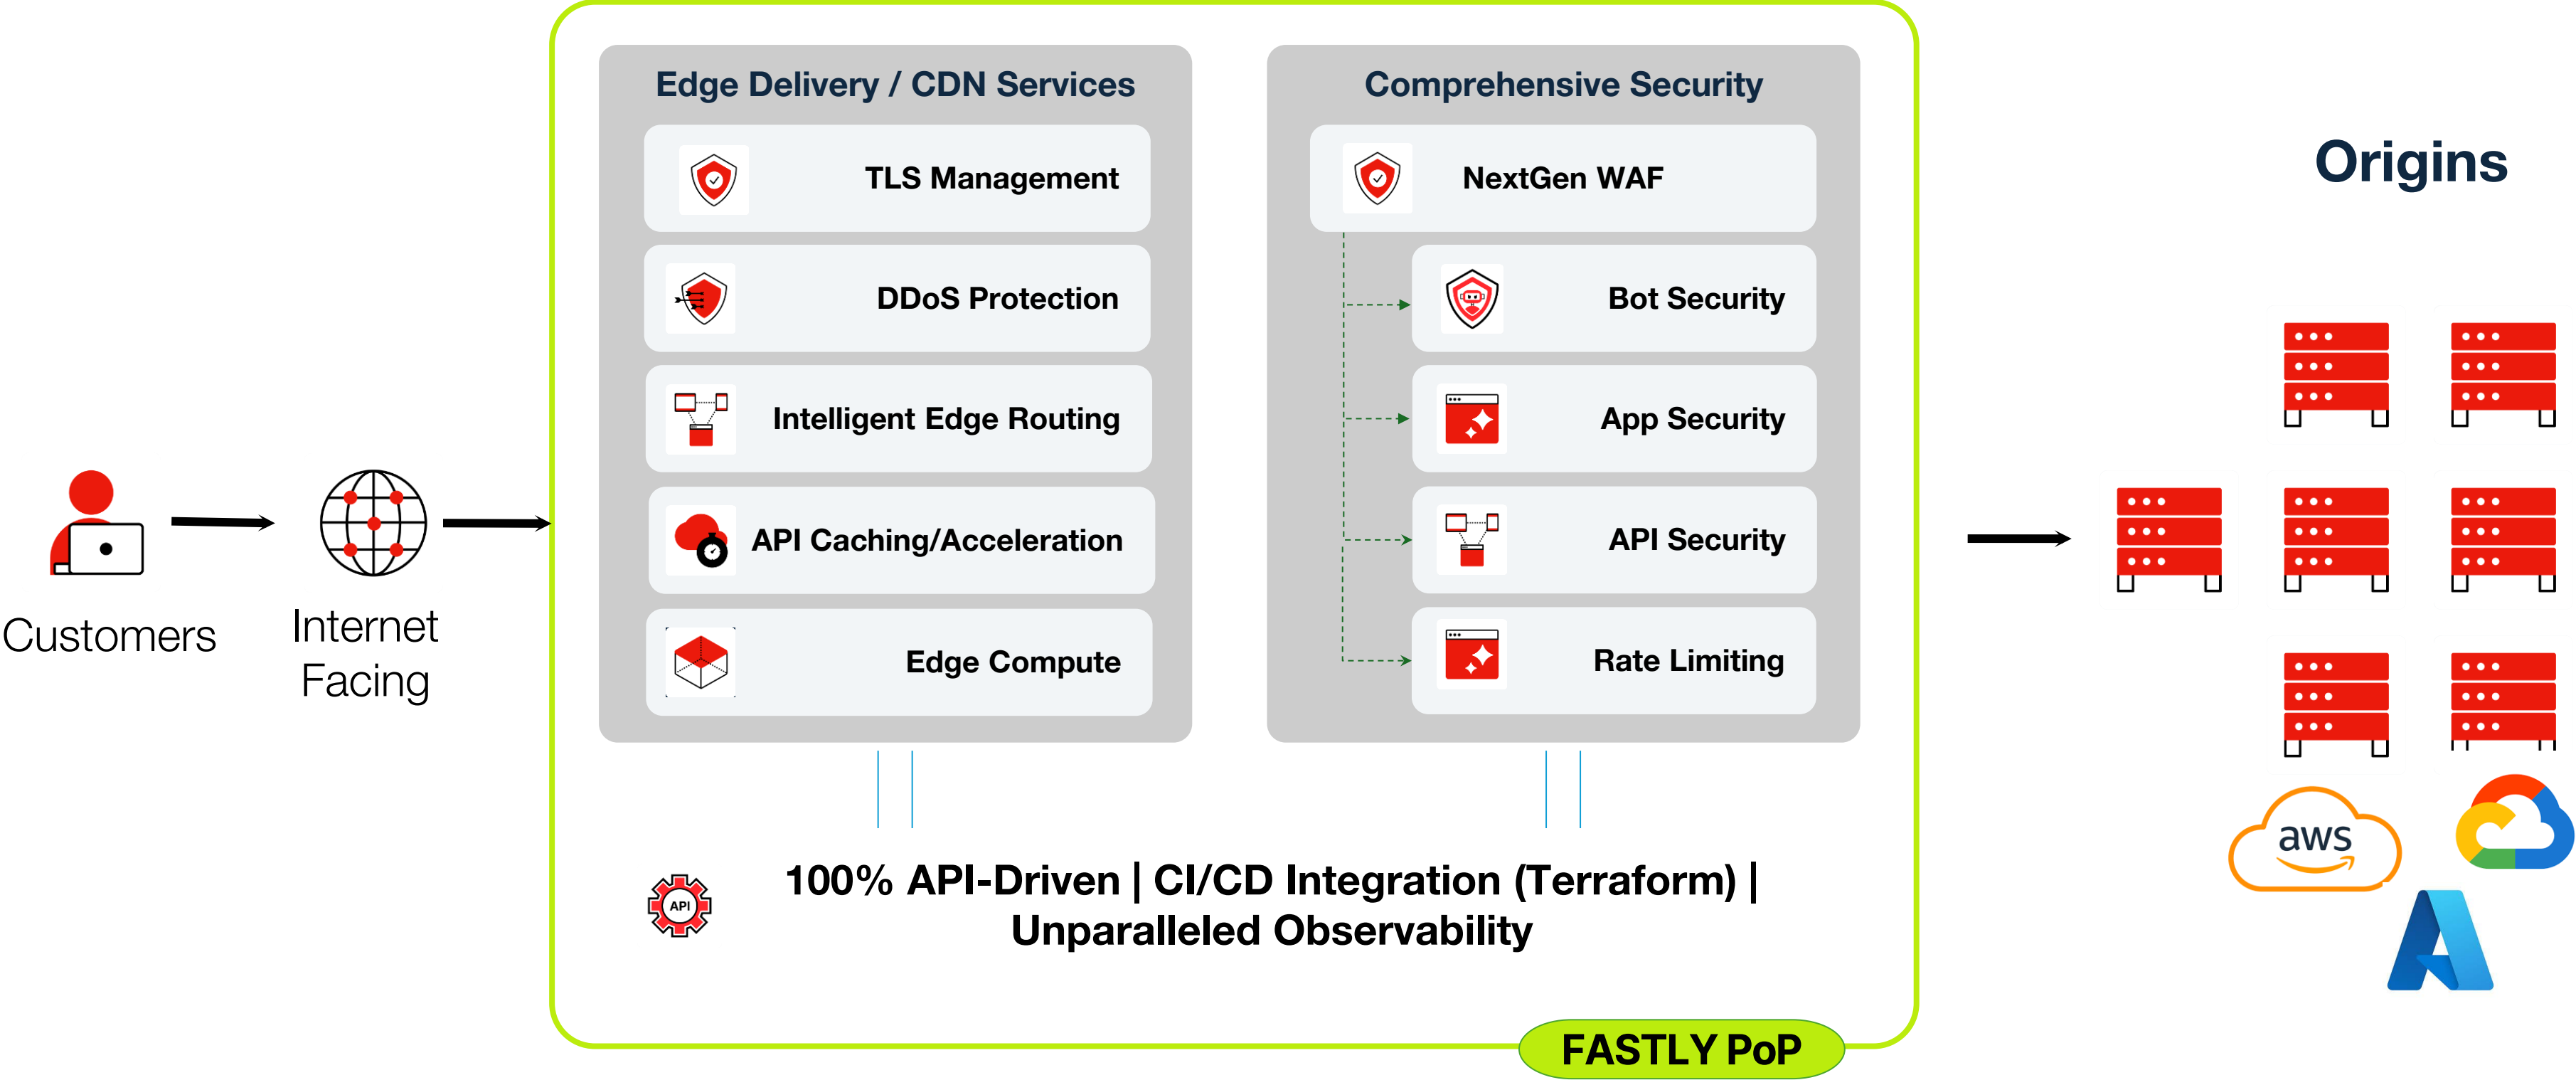 Customers
Internet
Facing
Edge Delivery / CDN Services
TLS Management
DDoS Protection
Intelligent Edge Routing
API Caching/Acceleration
Edge Compute
Comprehensive Security
NextGen WAF
Bot Security
App Security
API Security
Rate Limiting
API
100% API-Driven | CI/CD Integration (Terraform) |
Unparalleled Observability
FASTLY PoP
Origins
aws